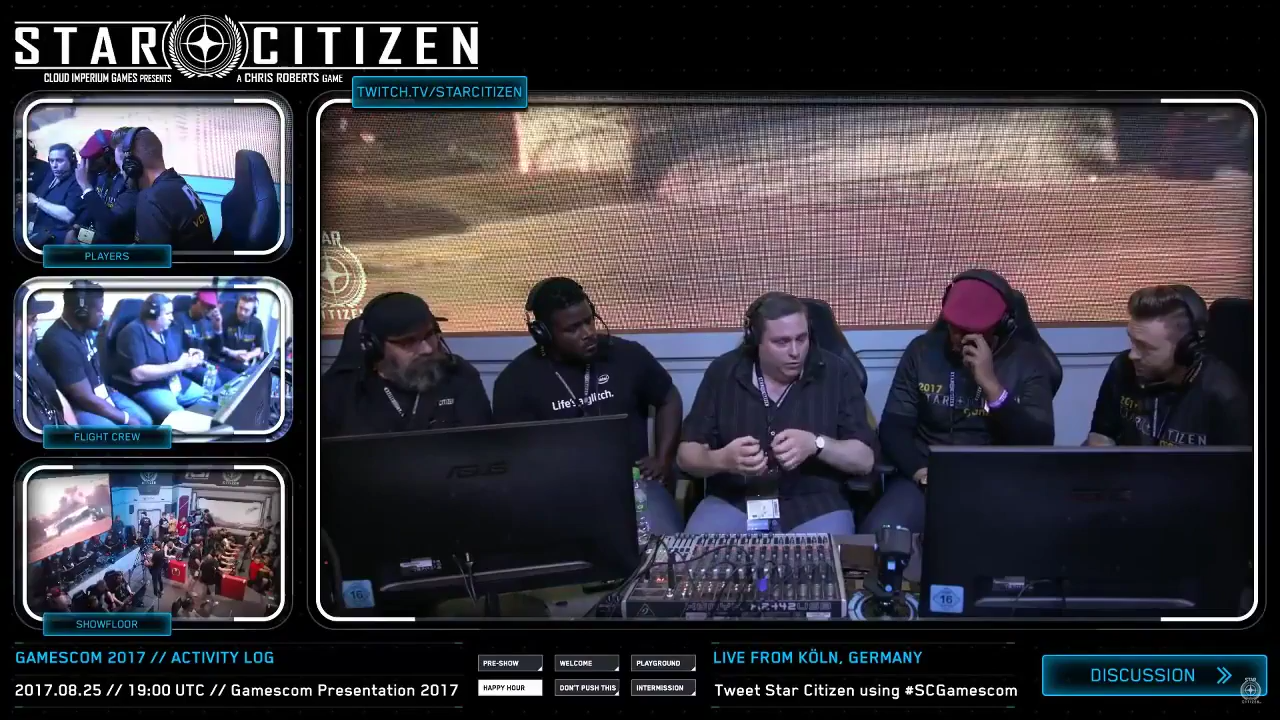 STAR CITIZEN
CLOUD IMPERIUM GAMES PRESENTS
A CHRIS ROBERTS GAME
TWITCH.TV/STARCITIZEN
PLAYERS
FLIGHT CREW
SHOWFLOOR
intel
Life's a glitch.
2017
ASUS
16
16
GAMESCOM 2017 // ACTIVITY LOG
2017.08.25 // 19:00 UTC // Gamescom Presentation 2017
PRE-SHOW
WELCOME
PLAYGROUND
HAPPY HOUR
DON'T PUSH THIS
INTERMISSION
LIVE FROM KÖLN, GERMANY
Tweet Star Citizen using #SCGamescom
DISCUSSION